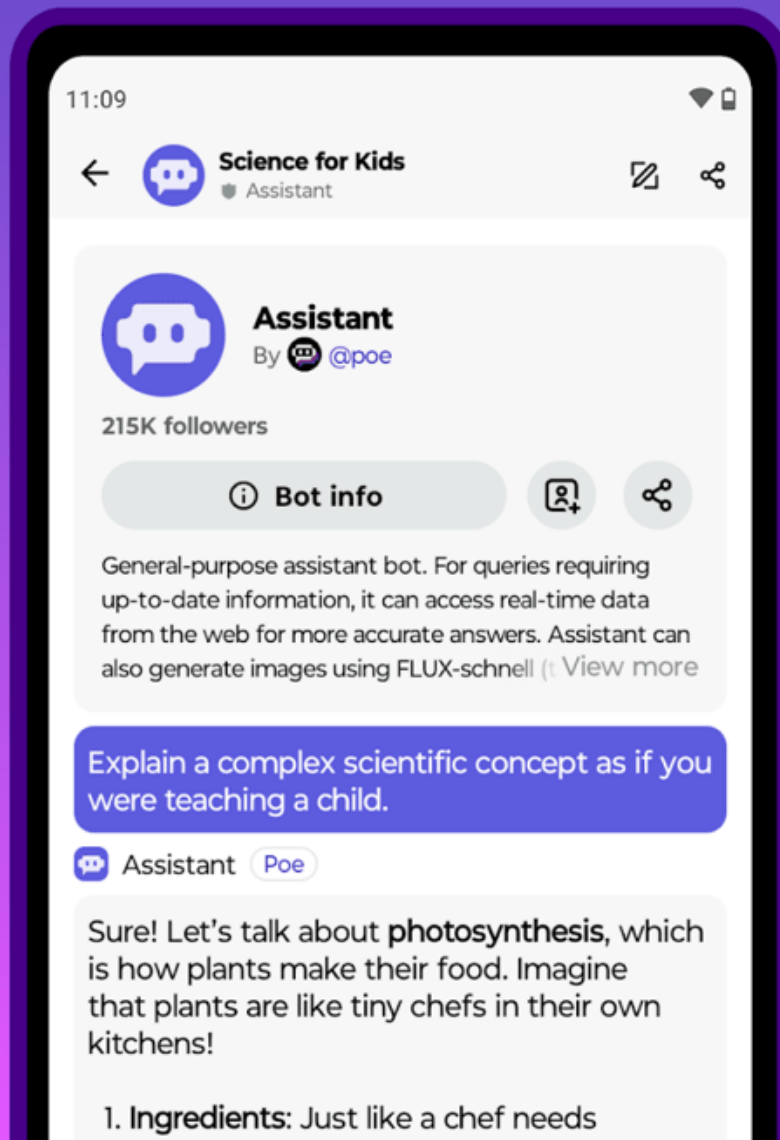 11:09
Science for Kids
Assistant
Assistant
By @poe
215K followers
Bot info
General-purpose assistant bot. For queries requiring
up-to-date information, it can access real-time data
from the web for more accurate answers. Assistant can
also generate images using FLUX-schnell (t View more
Explain a complex scientific concept as if you
were teaching a child.
Assistant Poe
Sure! Let’s talk about photosynthesis, which
is how plants make their food. Imagine
that plants are like tiny chefs in their own
kitchens!
1. Ingredients: Just like a chef needs